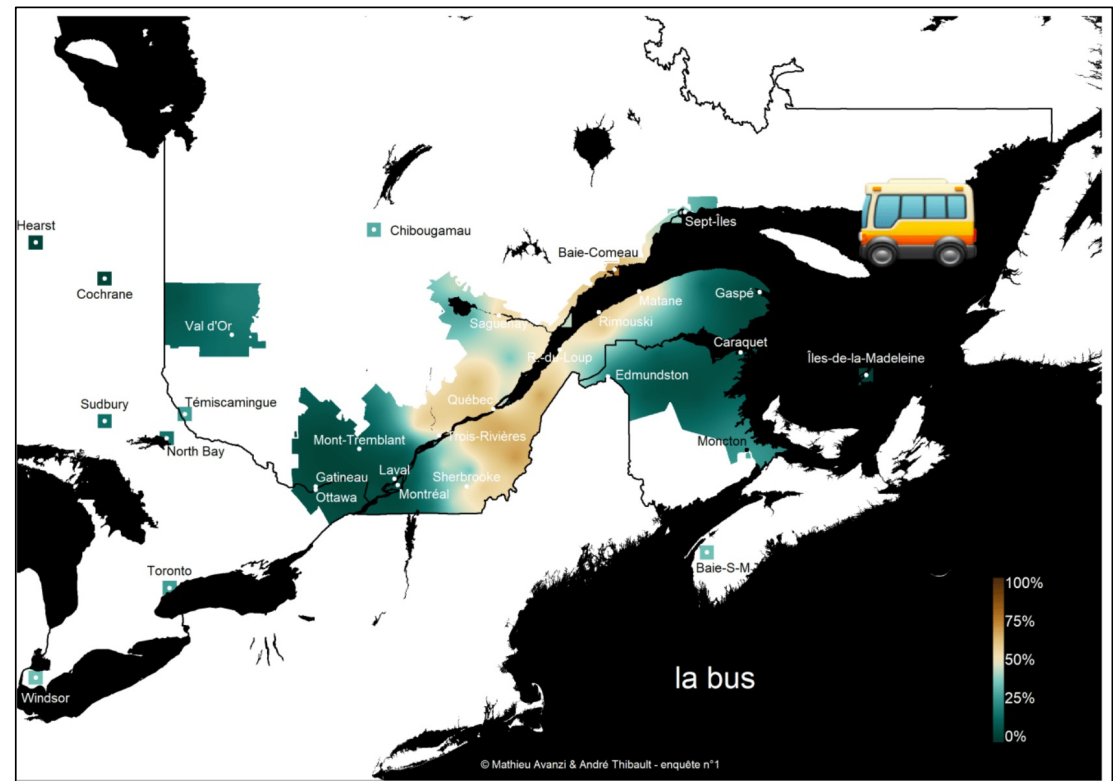 Hearst
Sept-Îles
Chibougamau
Baie-Comeau
Cochrane
Gaspé
Matane
Saguenay
Rimouski
Val d'Or
Caraquet
R.-du-Loup
Îles-de-la-Madeleine
Edmundston
Québec
Témiscamingue
Sudbury
Trois-Rivières
Mont-Tremblant
Moncton
North Bay
Laval
Sherbrooke
Gatineau
Montréal
Ottawa
Baie-S-M-
Toronto
100%
75%
50%
25%
0%
la bus
Windsor
© Mathieu Avanzi & André Thibault - enquête n°1